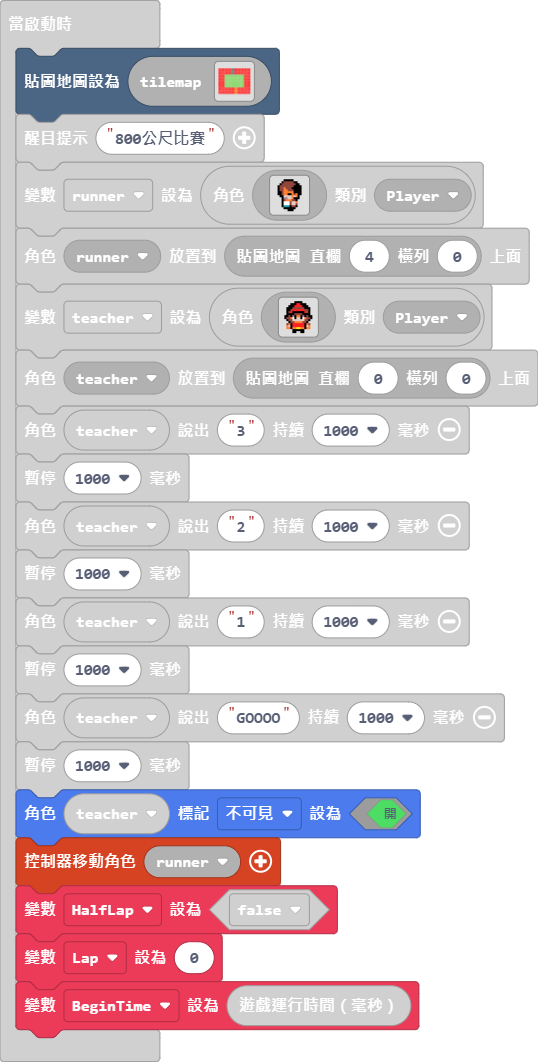 當啟動時
貼圖地圖設為 tilemap
醒目提示 "800公尺比賽"
變數 runner 設為 角色 類別 Player
角色 runner 放置到 貼圖地圖 直欄 4 橫列 0 上面
變數 teacher 設為 角色 類別 Player
角色 teacher 放置到 貼圖地圖 直欄 0 橫列 0 上面
角色 teacher 說出 "3" 持續 1000 毫秒
暫停 1000 毫秒
角色 teacher 說出 "2" 持續 1000 毫秒
暫停 1000 毫秒
角色 teacher 說出 "1" 持續 1000 毫秒
暫停 1000 毫秒
角色 teacher 說出 "GOOOO" 持續 1000 毫秒
暫停 1000 毫秒
角色 teacher 標記 不可見 設為 開
控制器移動角色 runner
變數 HalfLap 設為 false
變數 Lap 設為 0
變數 BeginTime 設為 遊戲運行時間（毫秒）